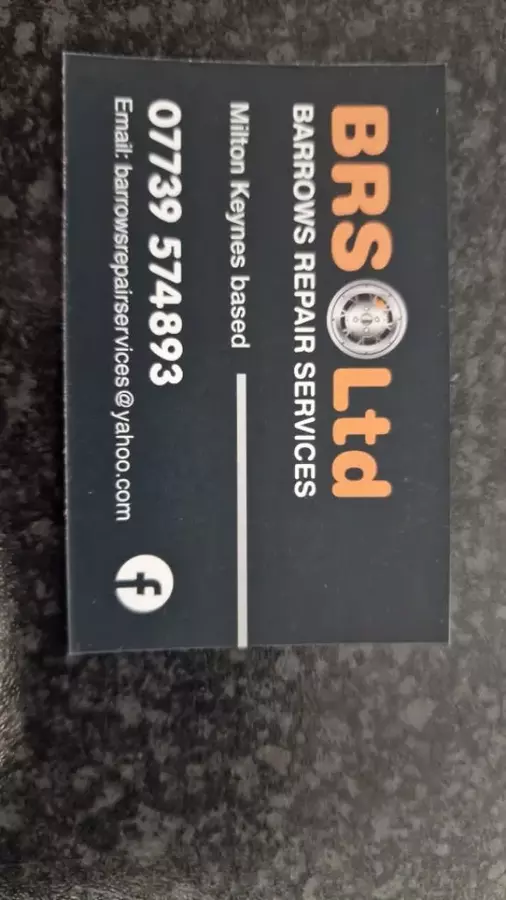 BRS Ltd
BARROWS REPAIR SERVICES
Milton Keynes based
07739 574893
Email: barrowsrepairservices@yahoo.com
f